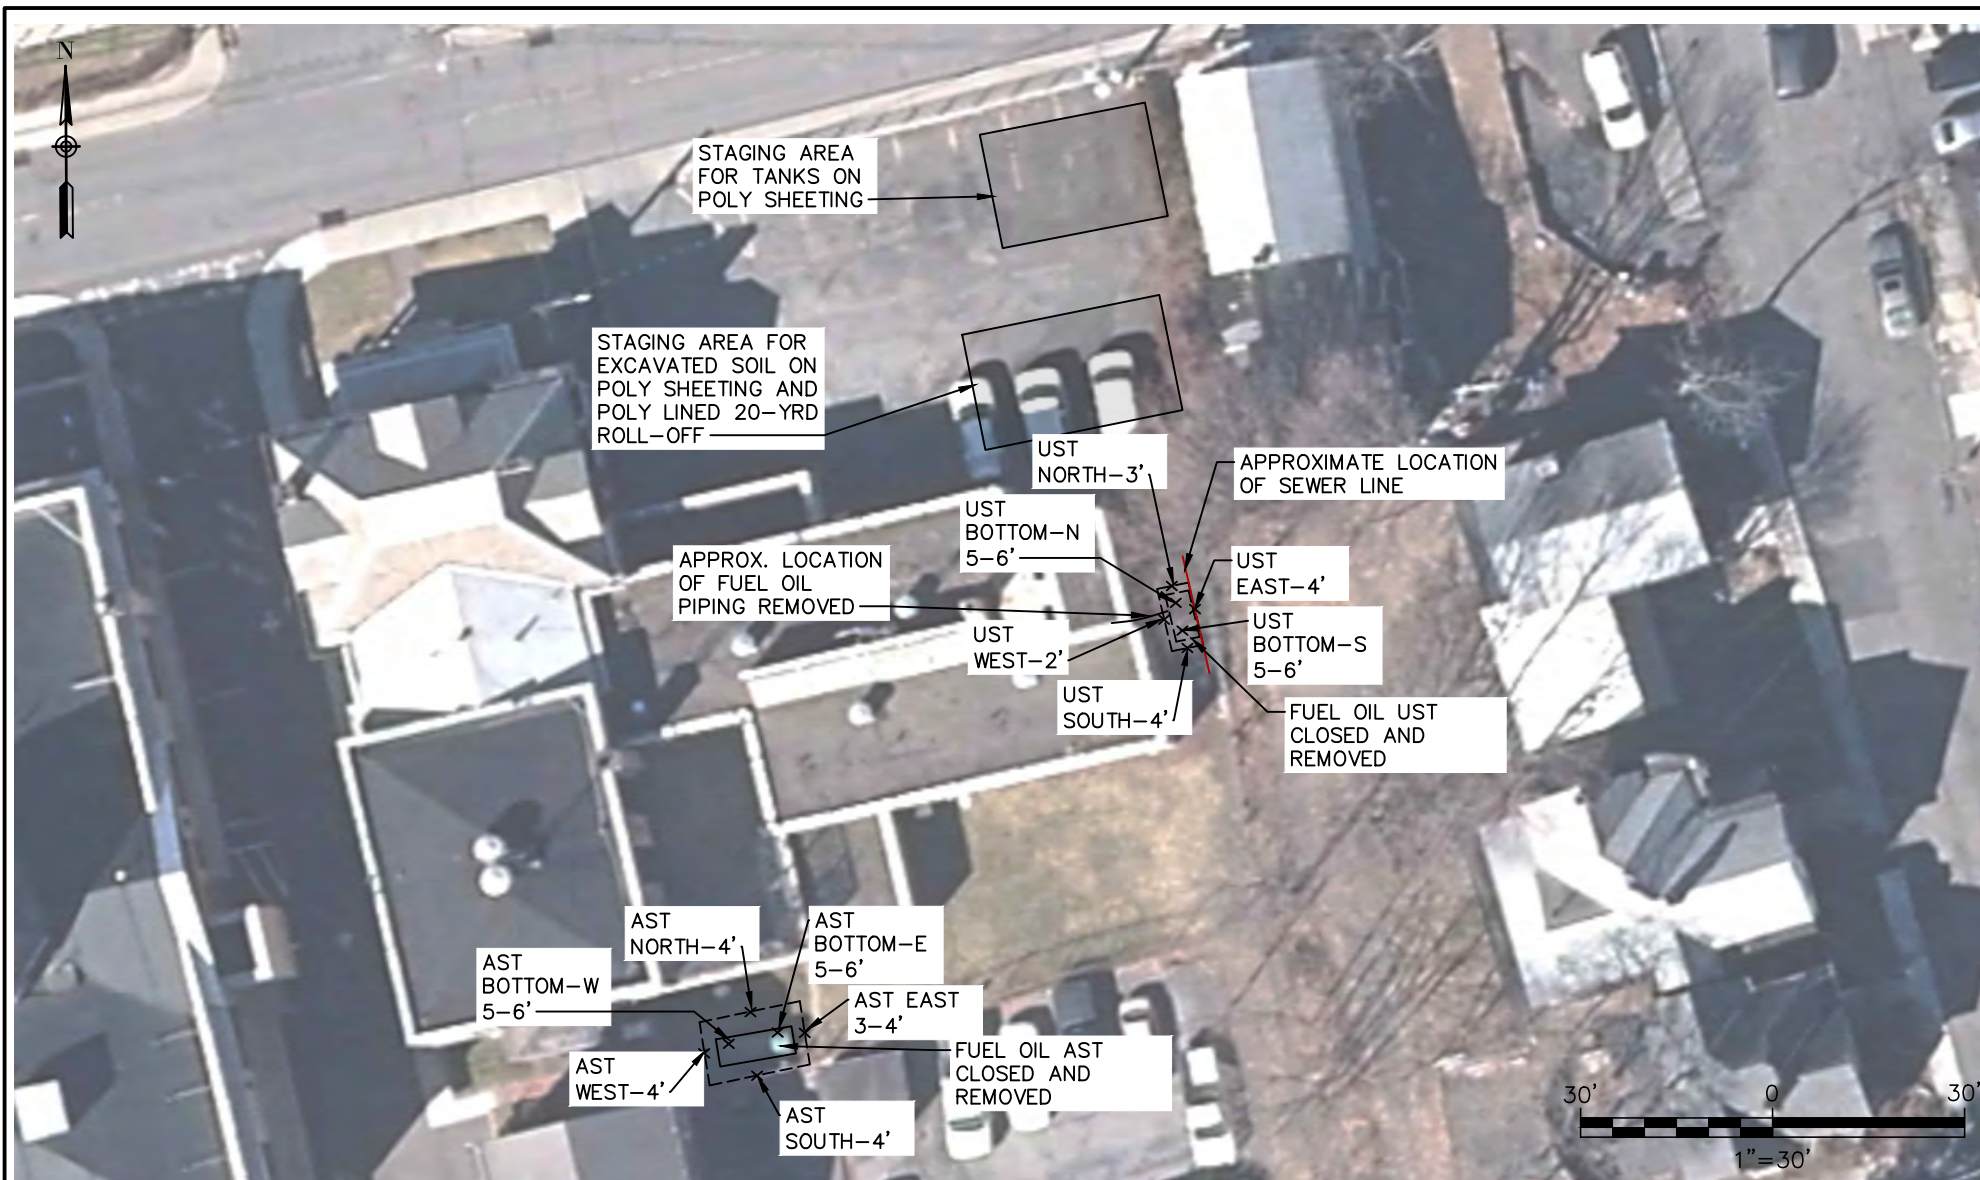 N
STAGING AREA
FOR TANKS ON
POLY SHEETING
STAGING AREA FOR
EXCAVATED SOIL ON
POLY SHEETING AND
POLY LINED 20-YRD
ROLL-OFF
UST
NORTH-3'
APPROXIMATE LOCATION
OF SEWER LINE
UST
BOTTOM-N
5-6'
APPROX. LOCATION
OF FUEL OIL
PIPING REMOVED
UST
EAST-4'
UST
WEST-2'
UST
BOTTOM-S
5-6'
UST
SOUTH-4'
FUEL OIL UST
CLOSED AND
REMOVED
AST
NORTH-4'
AST
BOTTOM-E
5-6'
AST
BOTTOM-W
5-6'
AST EAST
3-4'
FUEL OIL AST
CLOSED AND
REMOVED
AST
WEST-4'
AST
SOUTH-4'
30' 0 30'
1"=30'